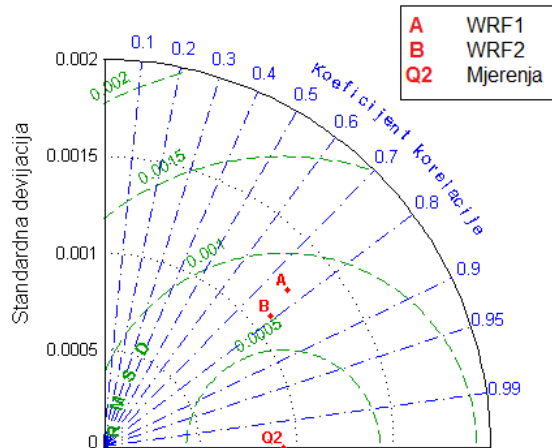 A WRF1
B WRF2
Q2 Mjerenja
Standardna devijacija
Koeficijent korelacije
0.002
0.0015
0.001
0.0005
0
0.1
0.2
0.3
0.4
0.5
0.6
0.7
0.8
0.9
0.95
0.99
0.002
0.0015
0.001
0.0005
RMSD
A
B
Q2